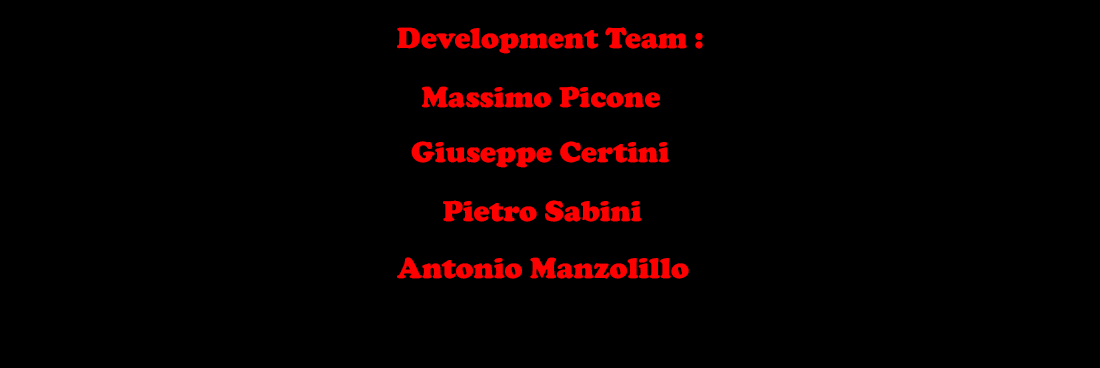 Development Team :
Massimo Picone
Giuseppe Certini
Pietro Sabini
Antonio Manzolillo